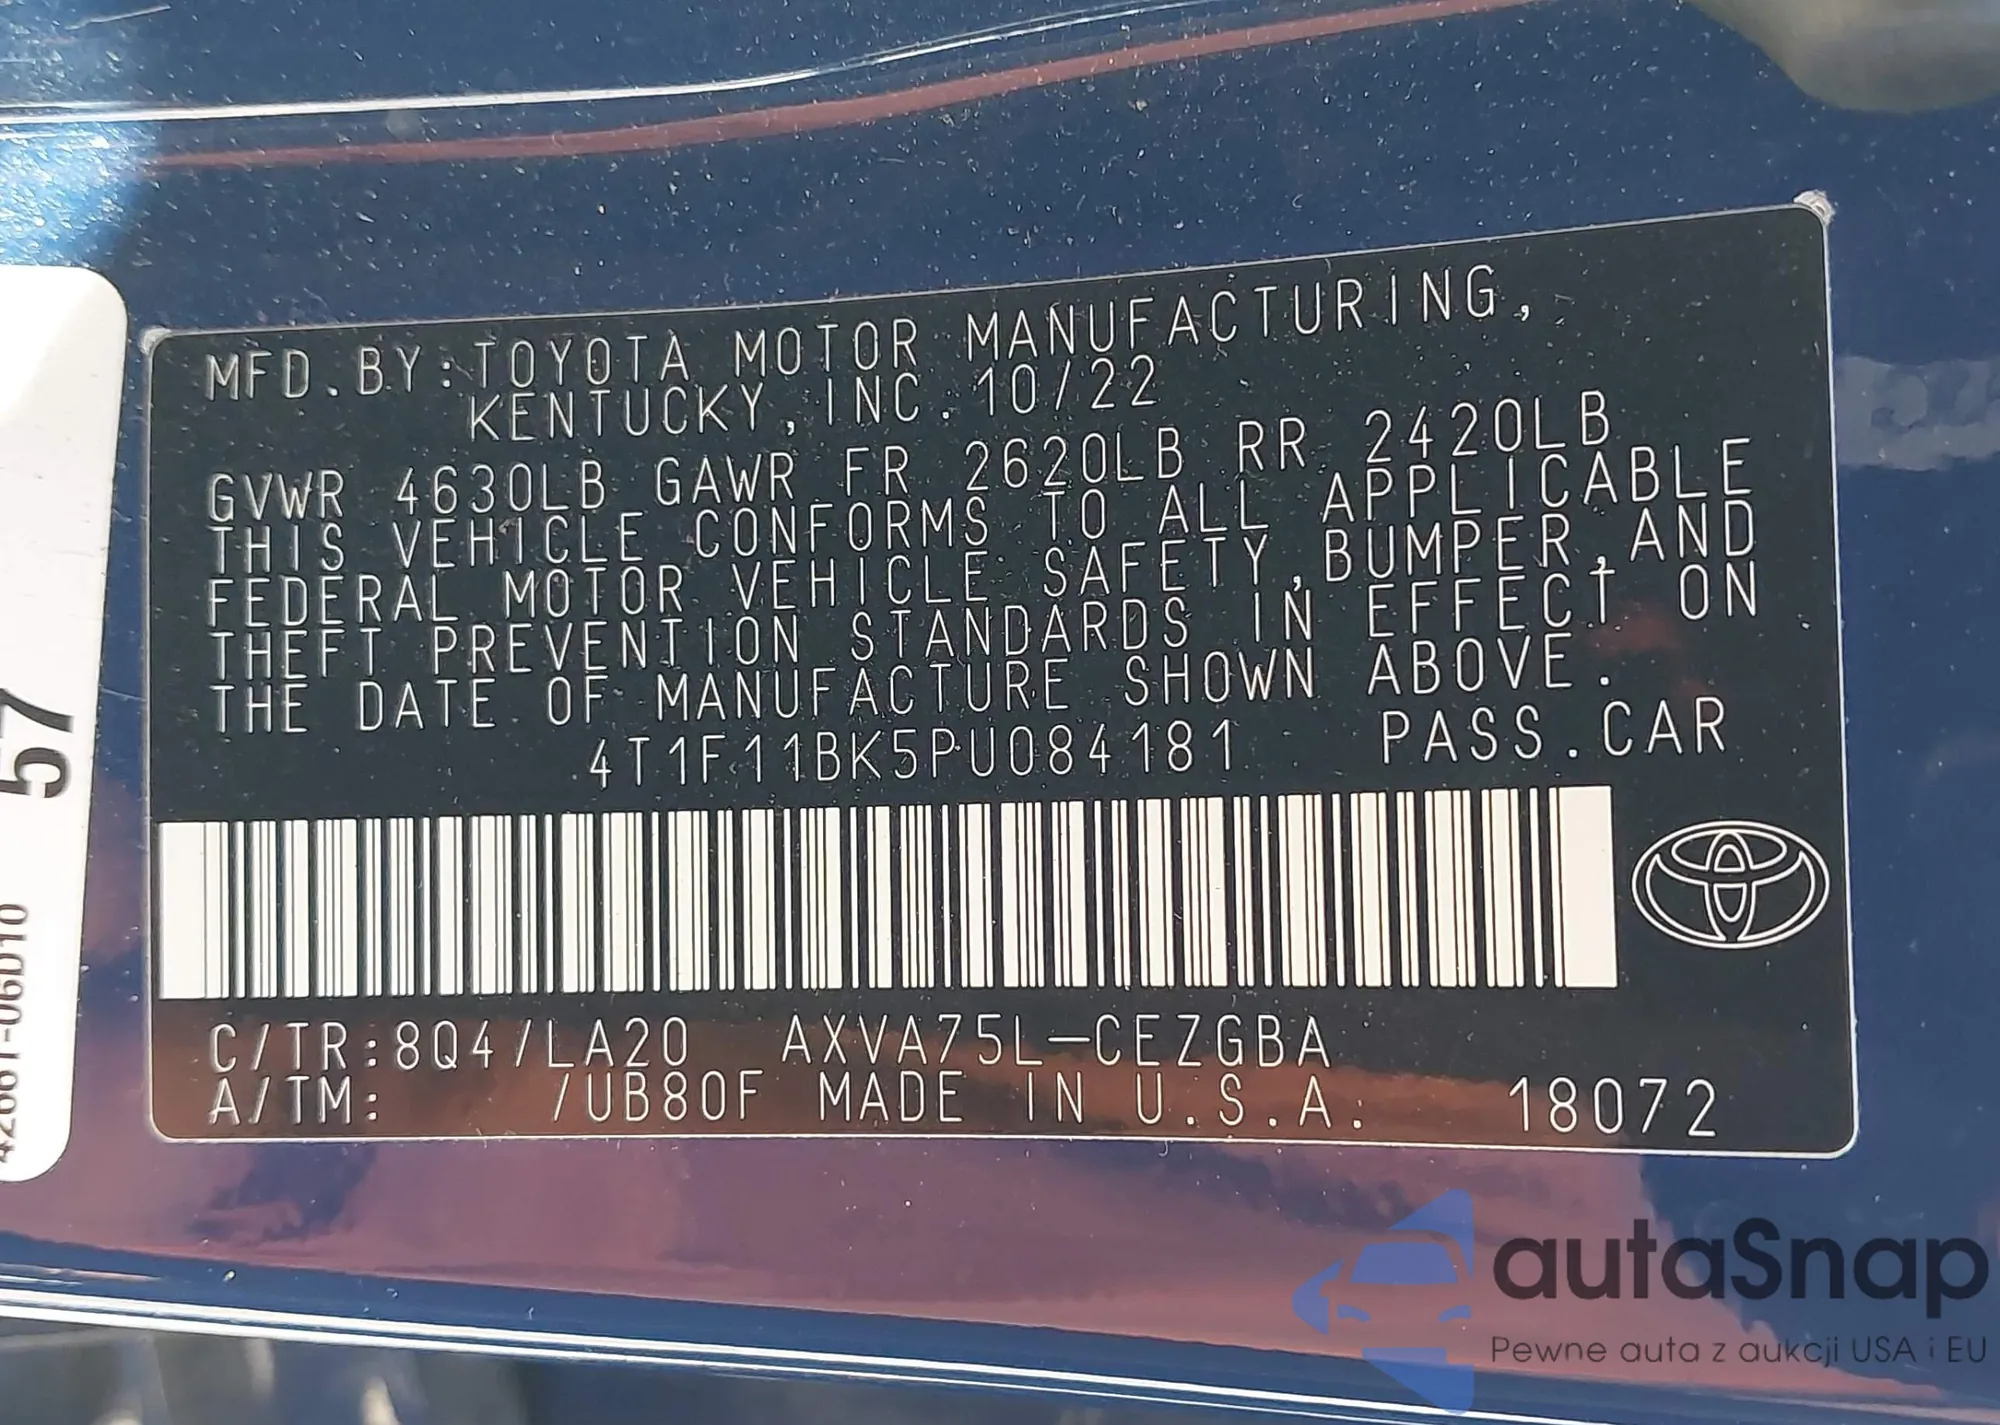 MFD.BY:TOYOTA MOTOR MANUFACTURING,
KENTUCKY,INC.10/22
GVWR 4630LB GAWR FR 2620LB RR 2420LB
THIS VEHICLE CONFORMS TO ALL APPLICABLE
FEDERAL MOTOR VEHICLE SAFETY,BUMPER,AND
THEFT PREVENTION STANDARDS IN EFFECT ON
THE DATE OF MANUFACTURE SHOWN ABOVE.
4T1F11BK5PU084181 PASS.CAR
C/TR:8Q4/LA20 AXVA75L-CEZGBA
A/TM: /UB80F MADE IN U.S.A. 18072
57
42661-06D10
autaSnap
Pewne auta z aukcji USA i EU